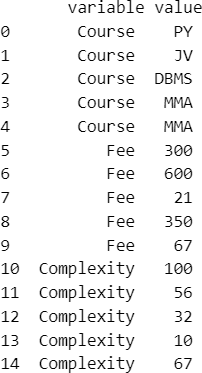 variable value
0 Course PY
1 Course JV
2 Course DBMS
3 Course MMA
4 Course MMA
5 Fee 300
6 Fee 600
7 Fee 21
8 Fee 350
9 Fee 67
10 Complexity 100
11 Complexity 56
12 Complexity 32
13 Complexity 10
14 Complexity 67